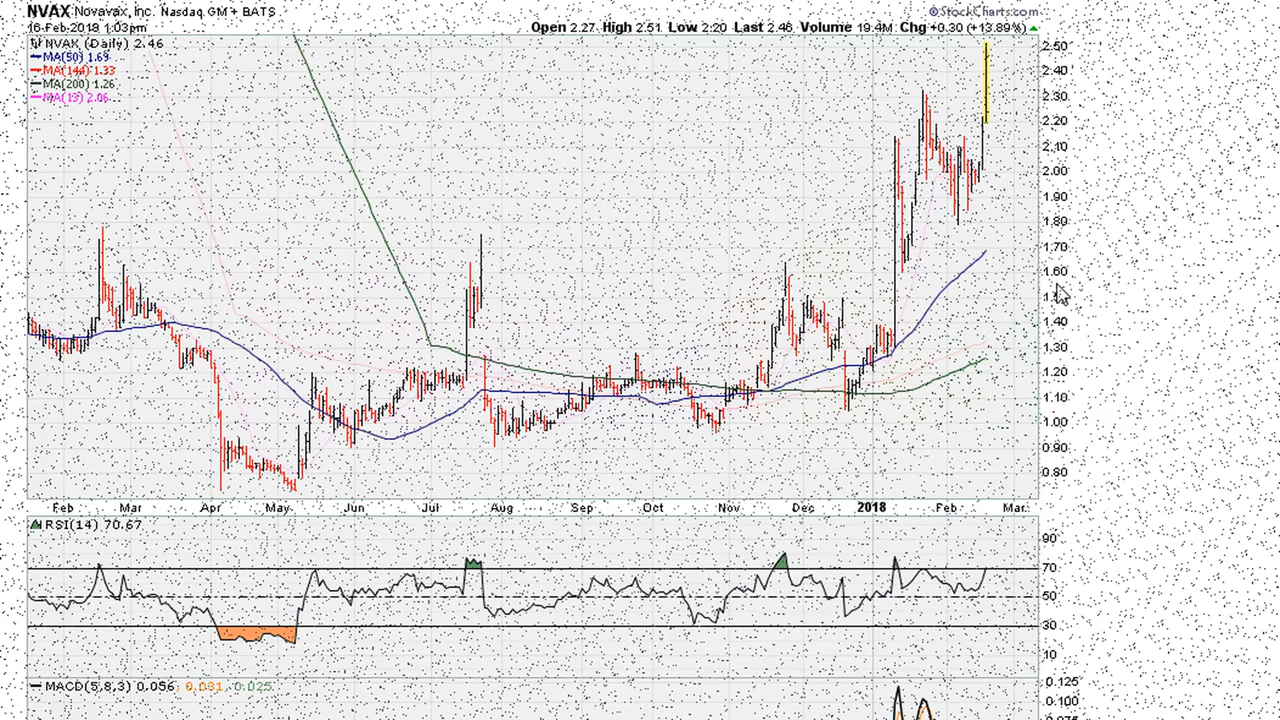 NVAX Novavax, Inc. Nasdaq GM + BATS ©StockCharts.com
16-Feb-2018 1:03pm Open 2.27 High 2.51 Low 2.20 Last 2.46 Volume 19.4M Chg +0.30 (+13.89%)
NVAX (Daily) 2.46
MA(50) 1.69
MA(144) 1.33
MA(200) 1.26
MA(13) 2.06
2.50
2.40
2.30
2.20
2.10
2.00
1.90
1.80
1.70
1.60
1.40
1.30
1.20
1.10
1.00
0.90
0.80
Feb Mar Apr May Jun Jul Aug Sep Oct Nov Dec 2018 Feb Mar
RSI(14) 70.67
90
70
50
30
10
MACD(5,8,3) 0.056, 0.031, 0.025
0.125
0.100
0.075